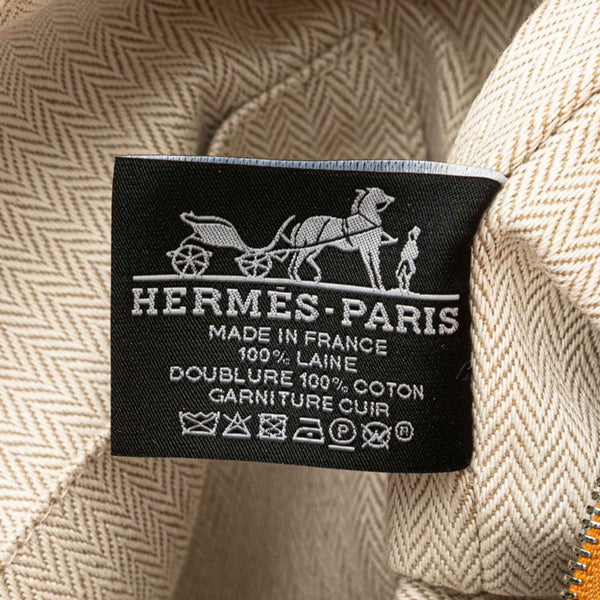 HERMÈS-PARIS
MADE IN FRANCE
100% LAINE
DOUBLURE 100% COTON
GARNITURE CUIR
P